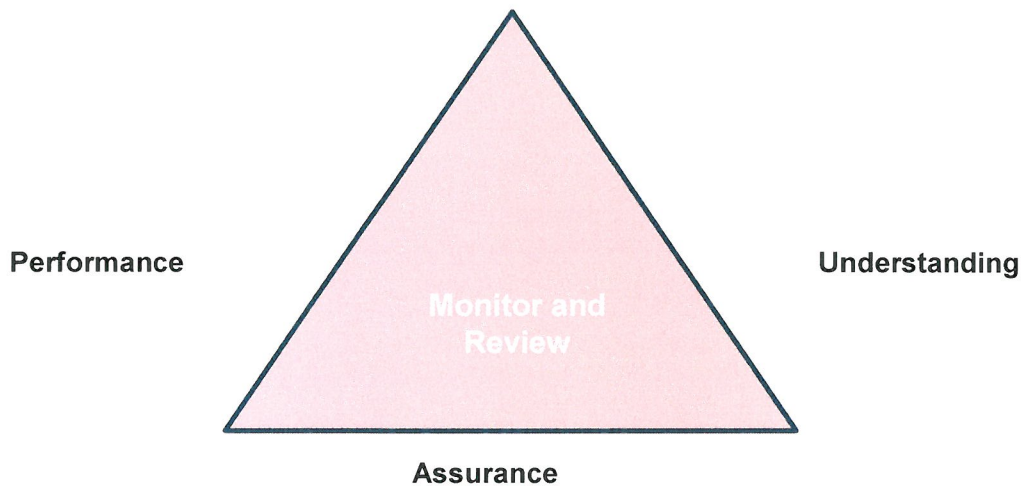 Performance
Understanding
Monitor and
Review
Assurance